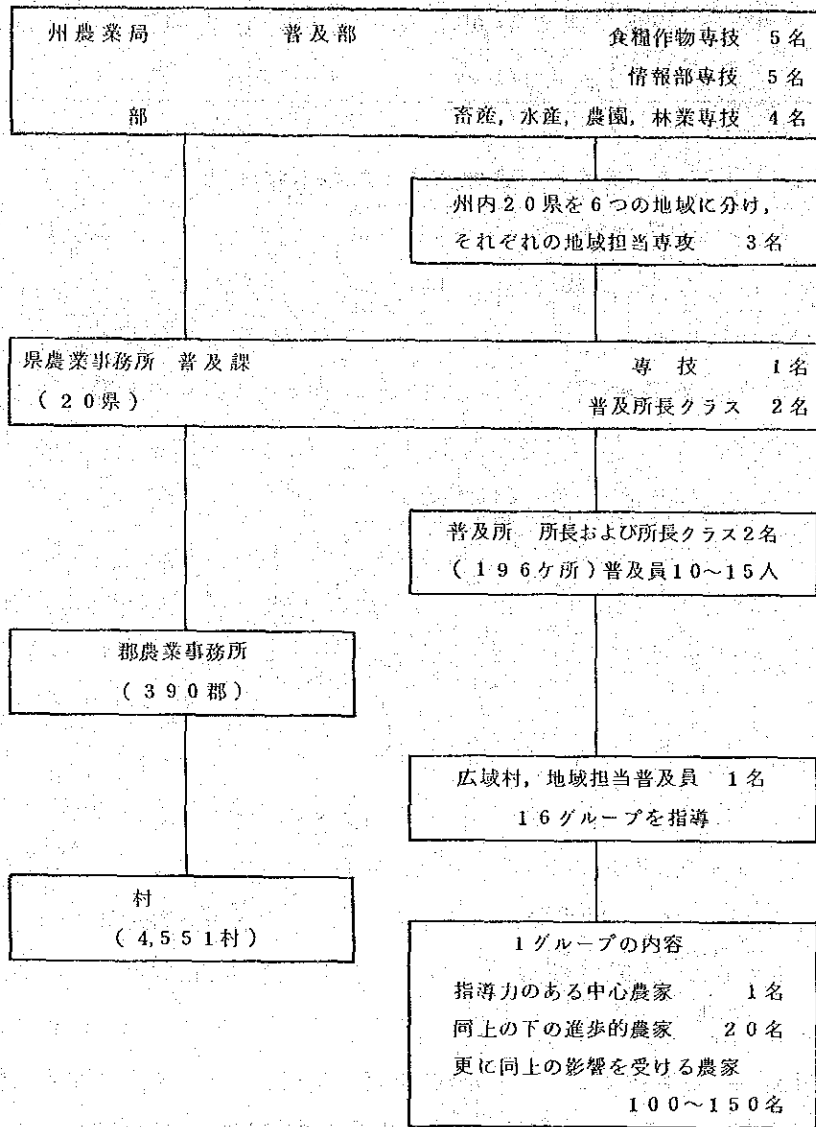 州農業局 普及部 食糧作物専技 5名
情報部専技 5名
部 畜産,水産,農園,林業専技 4名
州内20県を6つの地域に分け,
それぞれの地域担当専攻 3名
県農業事務所 普及課 専技 1名
(20県) 普及所長クラス 2名
普及所 所長および所長クラス2名
(196ケ所)普及員10~15人
郡農業事務所
(390郡)
広域村,地域担当普及員 1名
16グループを指導
村
(4,551村)
1グループの内容
指導力のある中心農家 1名
同上の下の進歩的農家 20名
更に同上の影響を受ける農家
100~150名